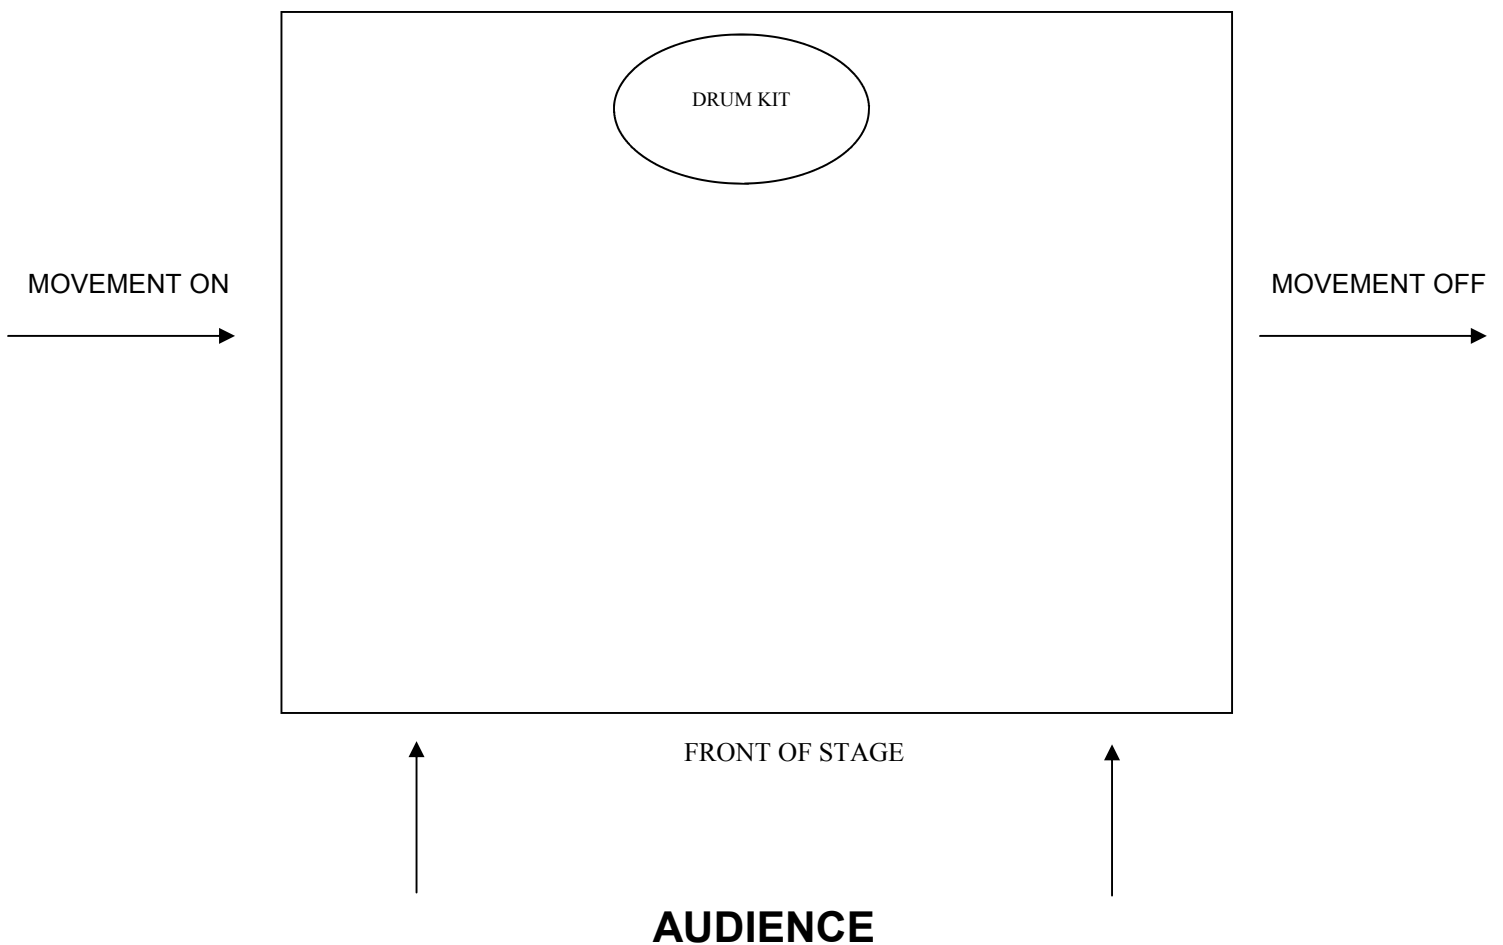 DRUM KIT
MOVEMENT ON
MOVEMENT OFF
FRONT OF STAGE
AUDIENCE